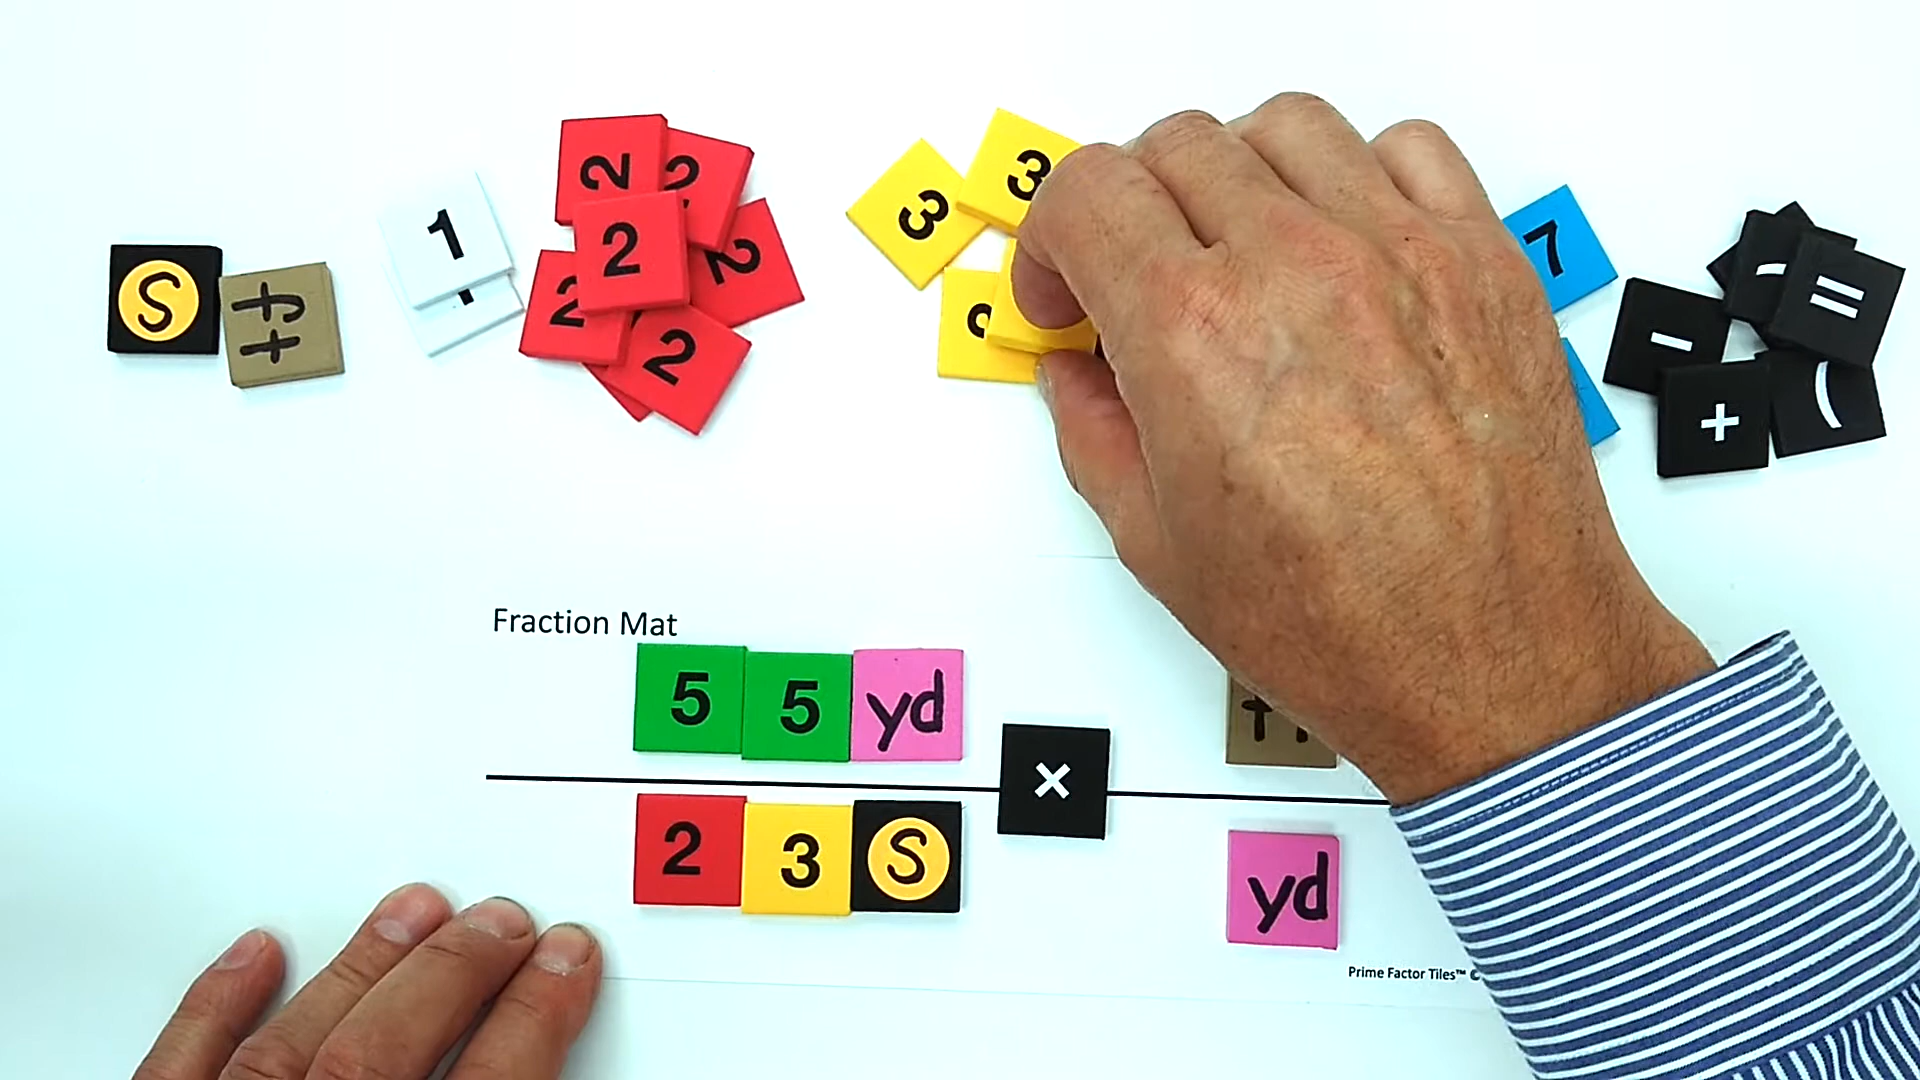 S ft 1 1 2 2 2 2 2 2 3 3 7 - = + (
Fraction Mat
5 5 yd
×
2 3 S yd
Prime Factor Tiles™ ©